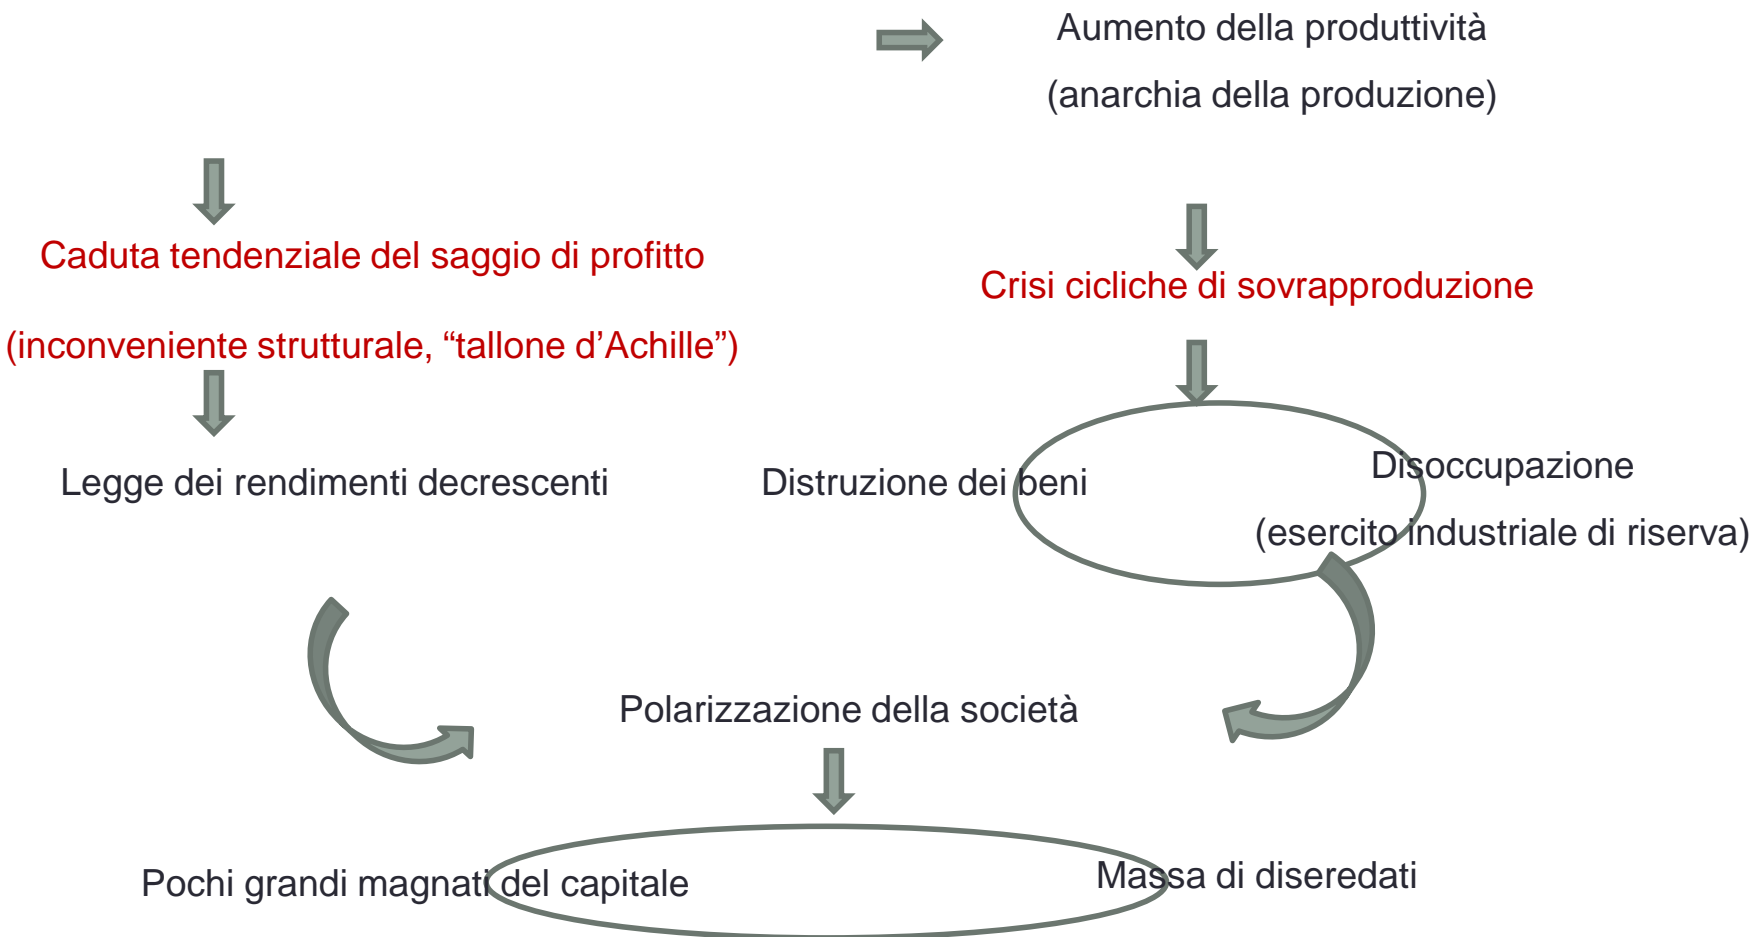 Aumento della produttività
(anarchia della produzione)
Caduta tendenziale del saggio di profitto
(inconveniente strutturale, “tallone d’Achille”)
Crisi cicliche di sovrapproduzione
Legge dei rendimenti decrescenti
Distruzione dei beni
Disoccupazione
(esercito industriale di riserva)
Polarizzazione della società
Pochi grandi magnati del capitale
Massa di diseredati